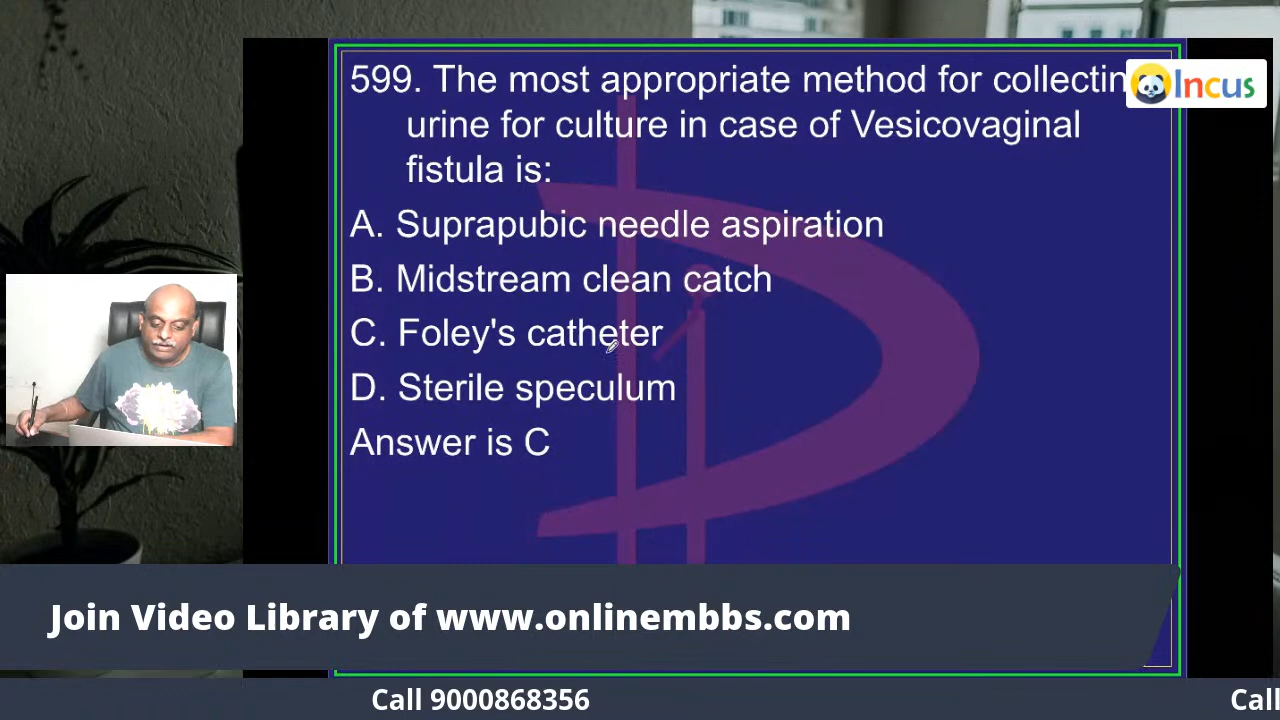 599. The most appropriate method for collectin
Incus
urine for culture in case of Vesicovaginal
fistula is:
A. Suprapubic needle aspiration
B. Midstream clean catch
C. Foley's catheter
D. Sterile speculum
Answer is C
Join Video Library of www.onlinembbs.com
Call 9000868356
Call